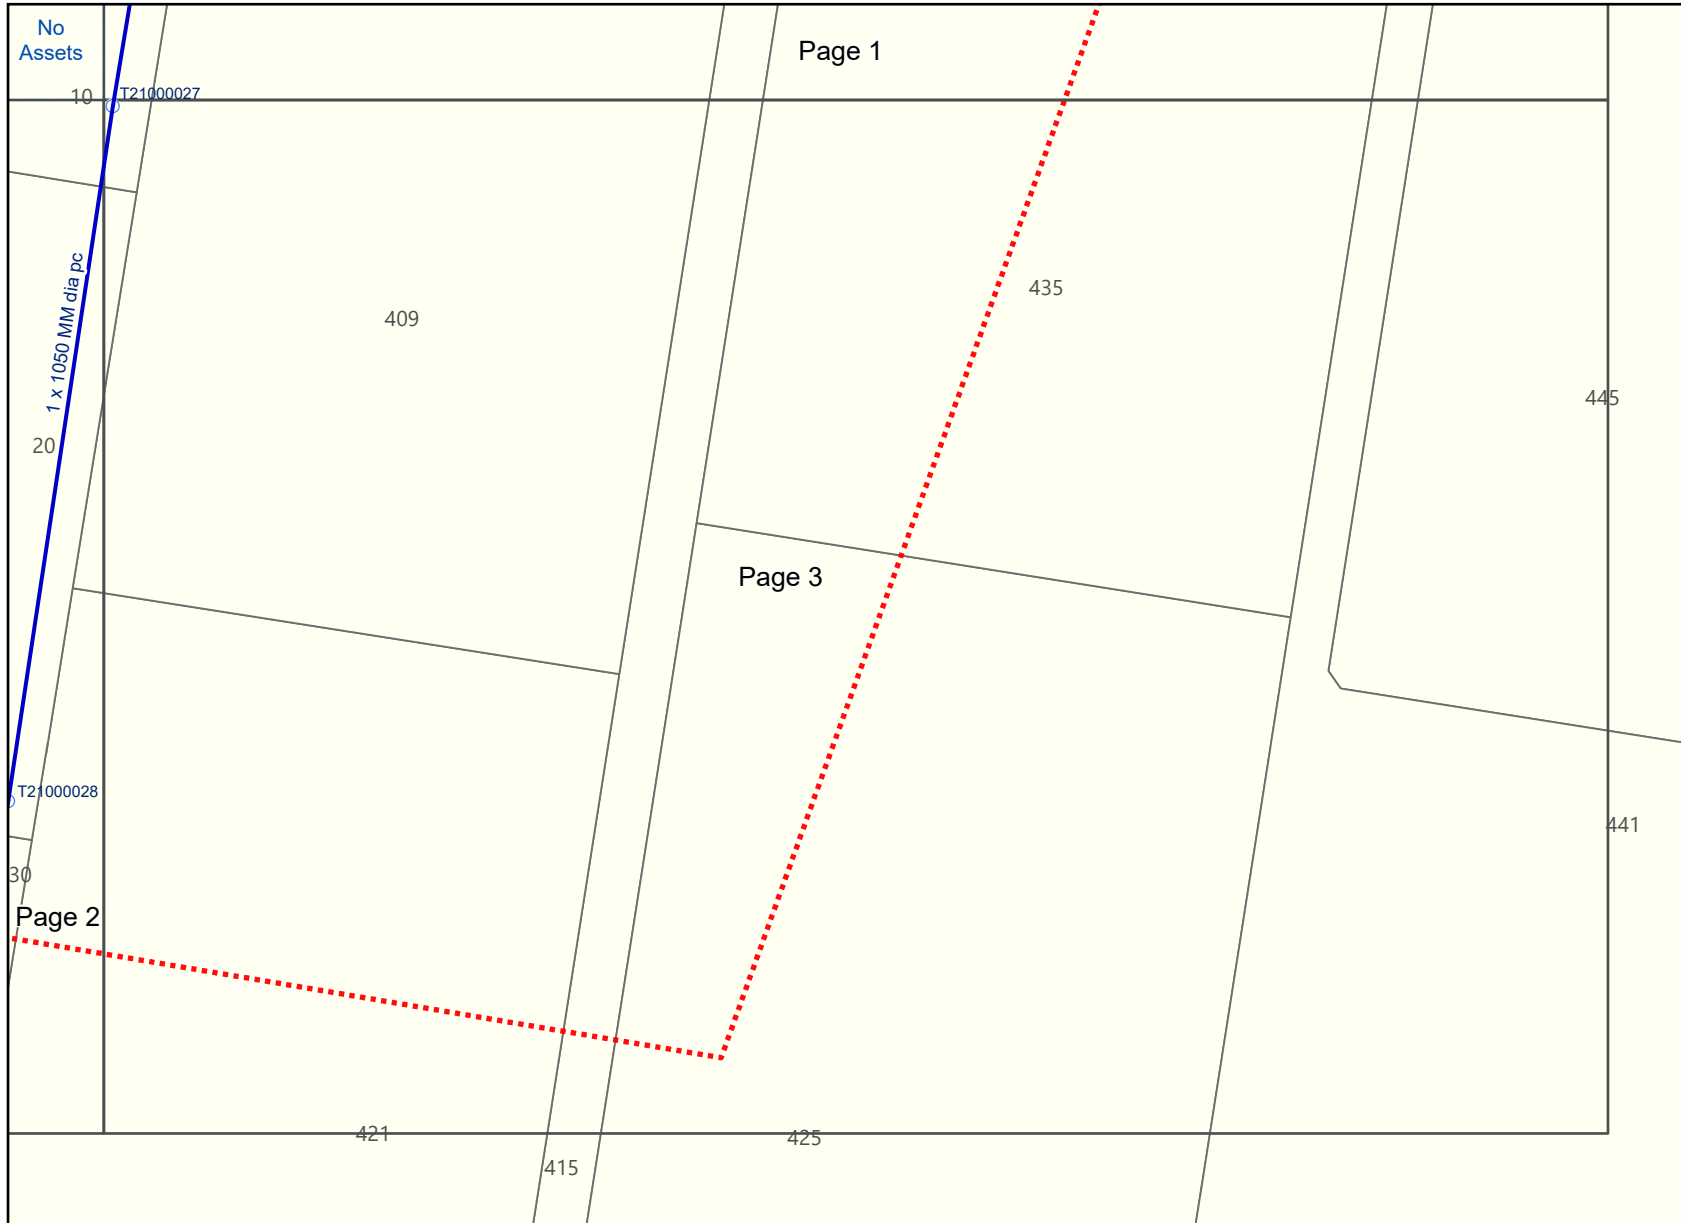 No
Assets
Page 1
10
T21000027
1 x 1050 MM dia pc
435
409
445
20
Page 3
T21000028
441
30
Page 2
421
425
415